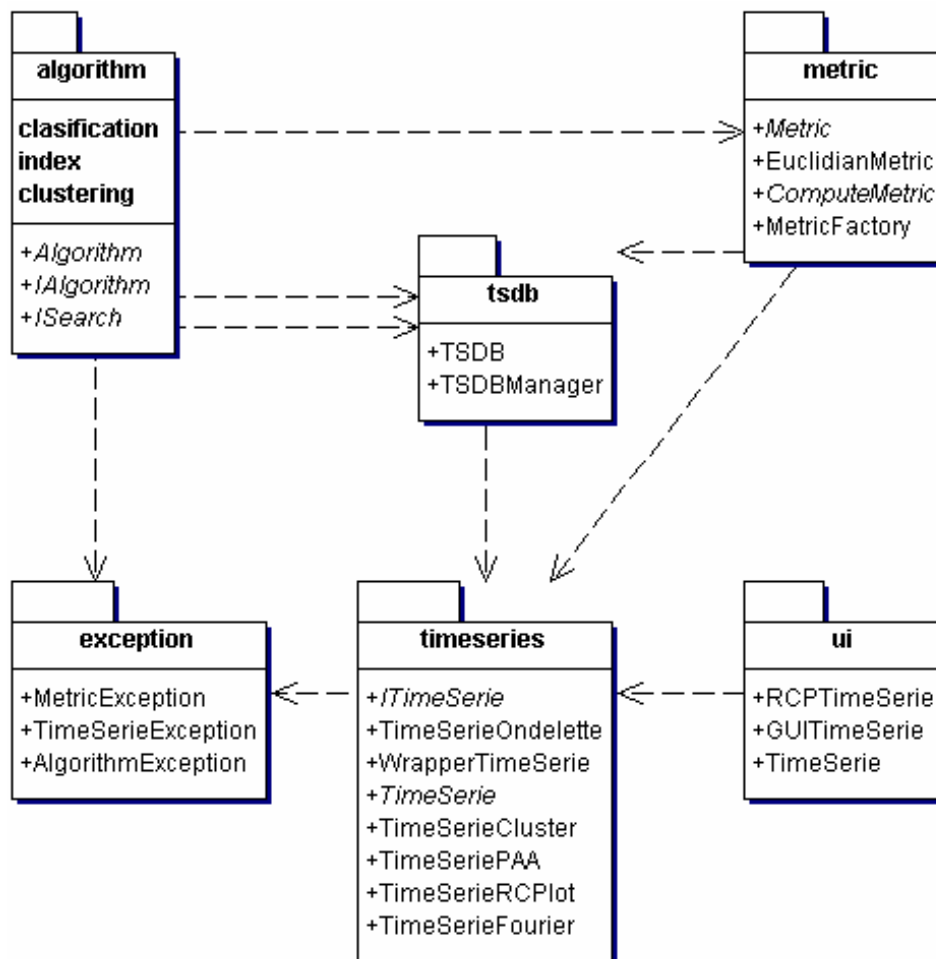 algorithm
clasification
index
clustering
+Algorithm
+IAlgorithm
+ISearch
metric
+Metric
+EuclidianMetric
+ComputeMetric
+MetricFactory
tsdb
+TSDB
+TSDBManager
exception
+MetricException
+TimeSerieException
+AlgorithmException
timeseries
+ITimeSerie
+TimeSerieOndelette
+WrapperTimeSerie
+TimeSerie
+TimeSerieCluster
+TimeSeriePAA
+TimeSerieRCPlot
+TimeSerieFourier
ui
+RCPTimeSerie
+GUITimeSerie
+TimeSerie